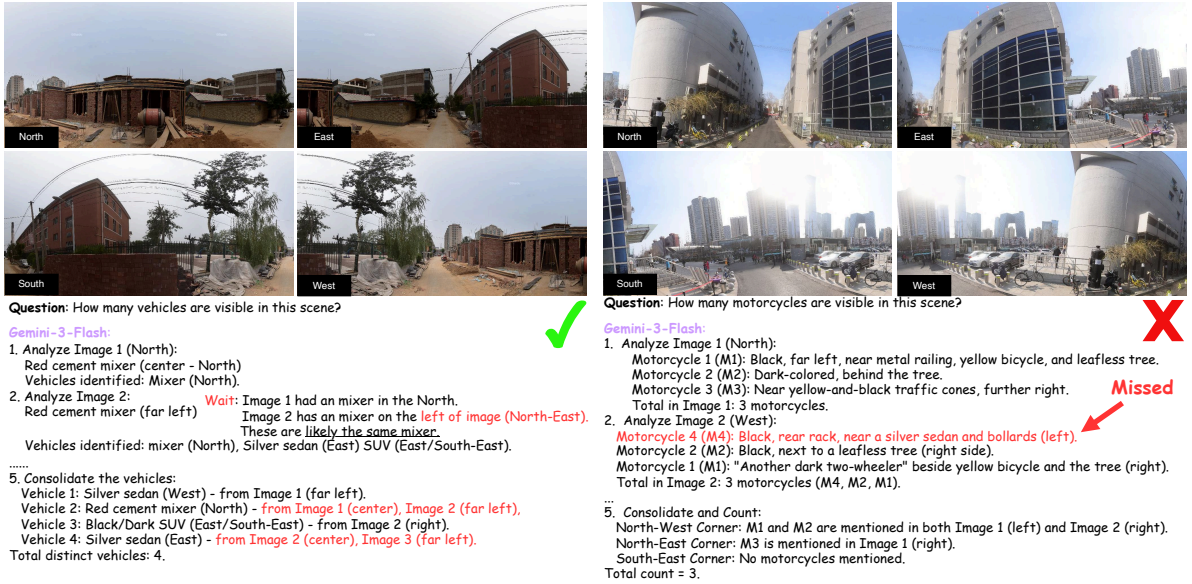 North
East
South
West
Question: How many vehicles are visible in this scene?
Gemini-3-Flash:
1. Analyze Image 1 (North):
Red cement mixer (center - North)
Vehicles identified: Mixer (North).
2. Analyze Image 2:
Red cement mixer (far left)
Wait: Image 1 had an mixer in the North.
Image 2 has an mixer on the left of image (North-East).
These are likely the same mixer.
Vehicles identified: mixer (North), Silver sedan (East) SUV (East/South-East).
......
5. Consolidate the vehicles:
Vehicle 1: Silver sedan (West) - from Image 1 (far left).
Vehicle 2: Red cement mixer (North) - from Image 1 (center), Image 2 (far left),
Vehicle 3: Black/Dark SUV (East/South-East) - from Image 2 (right).
Vehicle 4: Silver sedan (East) - from Image 2 (center), Image 3 (far left).
Total distinct vehicles: 4.
North
East
South
West
Question: How many motorcycles are visible in this scene?
Gemini-3-Flash:
1. Analyze Image 1 (North):
Motorcycle 1 (M1): Black, far left, near metal railing, yellow bicycle, and leafless tree.
Motorcycle 2 (M2): Dark-colored, behind the tree.
Motorcycle 3 (M3): Near yellow-and-black traffic cones, further right.
Total in Image 1: 3 motorcycles.
Missed
2. Analyze Image 2 (West):
Motorcycle 4 (M4): Black, rear rack, near a silver sedan and bollards (left).
Motorcycle 2 (M2): Black, next to a leafless tree (right side).
Motorcycle 1 (M1): "Another dark two-wheeler" beside yellow bicycle and the tree (right).
Total in Image 2: 3 motorcycles (M4, M2, M1).
...
5. Consolidate and Count:
North-West Corner: M1 and M2 are mentioned in both Image 1 (left) and Image 2 (right).
North-East Corner: M3 is mentioned in Image 1 (right).
South-East Corner: No motorcycles mentioned.
Total count = 3.